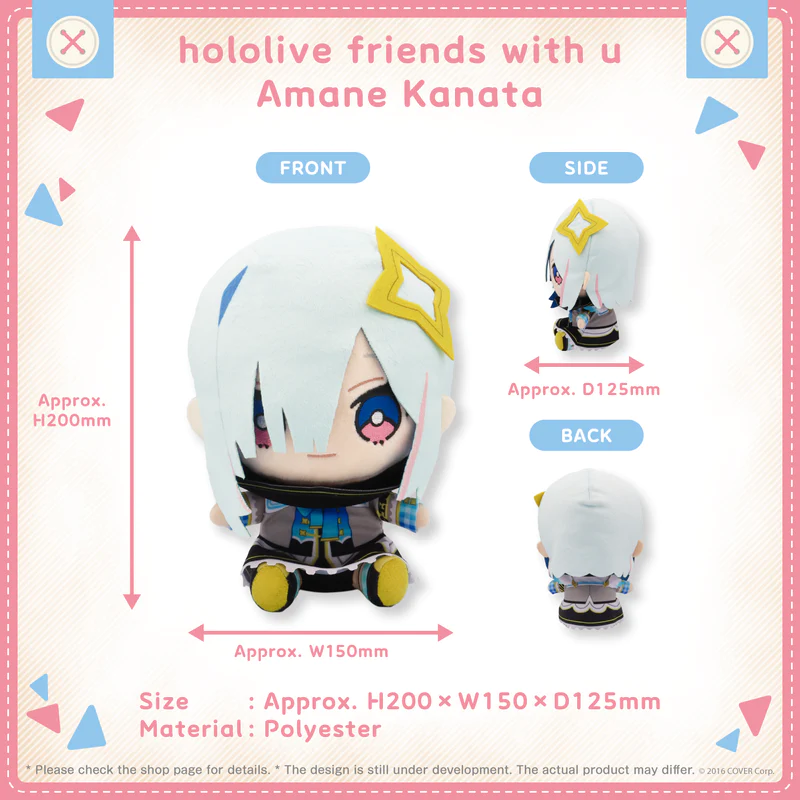 hololive friends with u
Amane Kanata
FRONT
SIDE
Approx.
H200mm
Approx. D125mm
BACK
Approx. W150mm
Size : Approx. H200×W150×D125mm
Material : Polyester
* Please check the shop page for details. * The design is still under development. The actual product may differ. © 2016 COVER Corp.